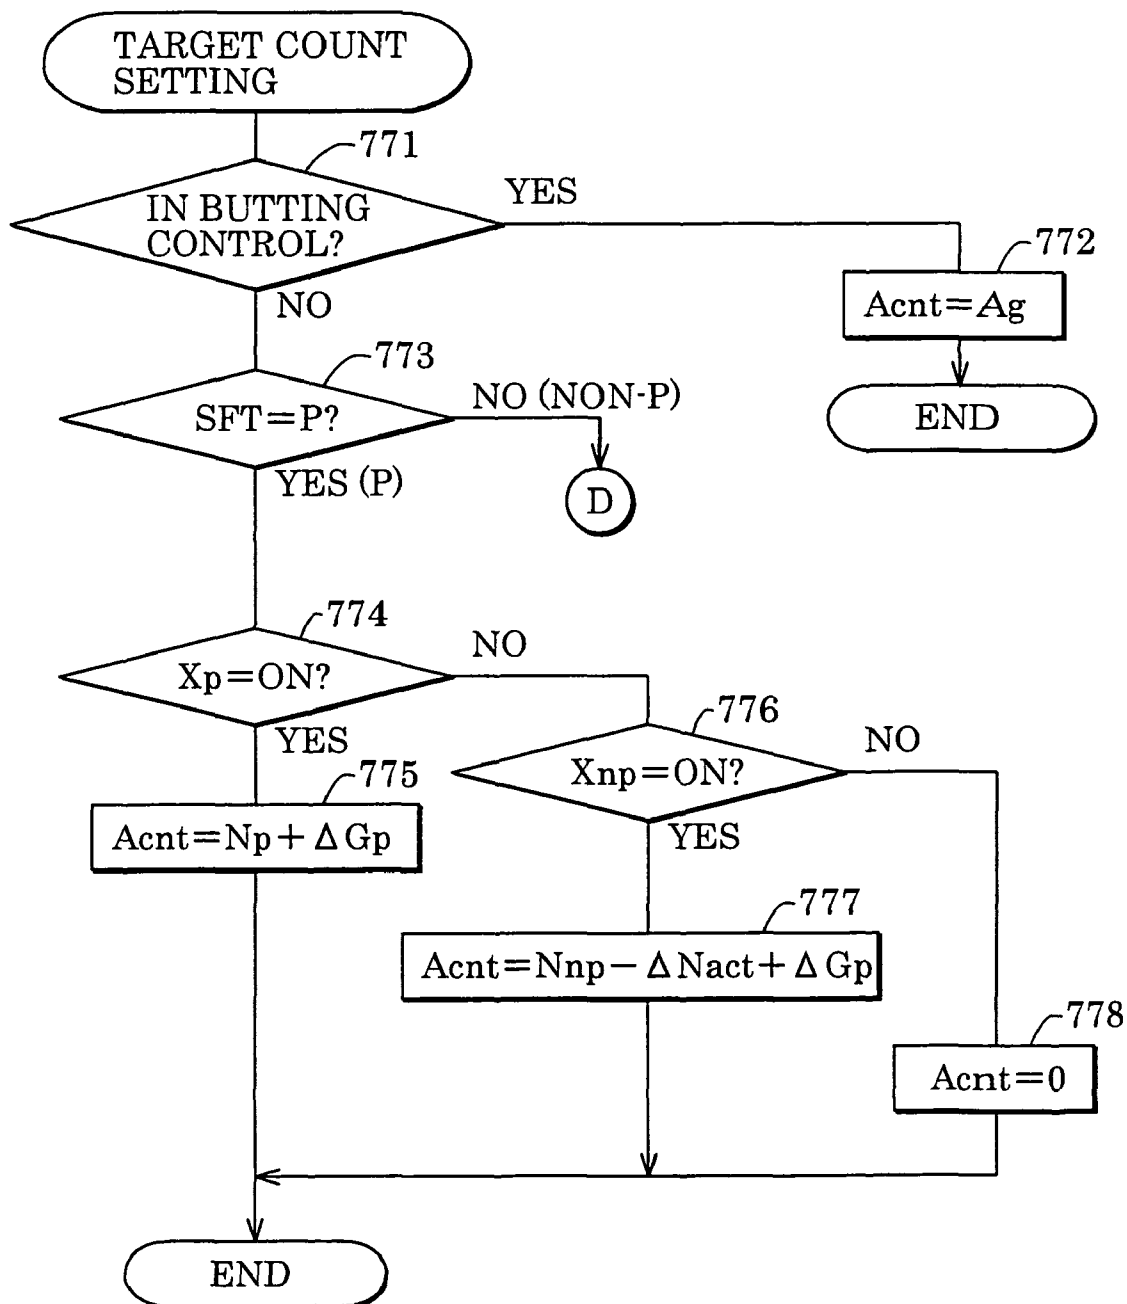 TARGET COUNT
SETTING
771
IN BUTTING
CONTROL?
YES
NO
772
Acnt=Ag
END
773
SFT=P?
NO (NON-P)
D
YES (P)
774
Xp=ON?
NO
YES
775
Acnt=Np+ΔGp
776
Xnp=ON?
NO
YES
777
Acnt=Nnp−ΔNact+ΔGp
778
Acnt=0
END